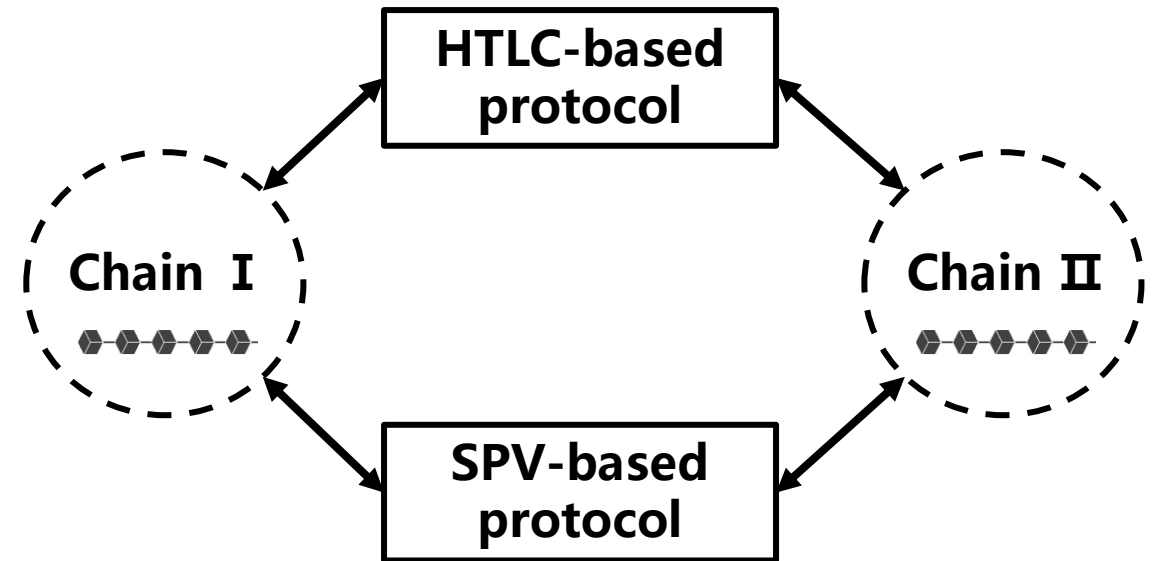 HTLC-based
protocol
Chain I
Chain II
SPV-based
protocol